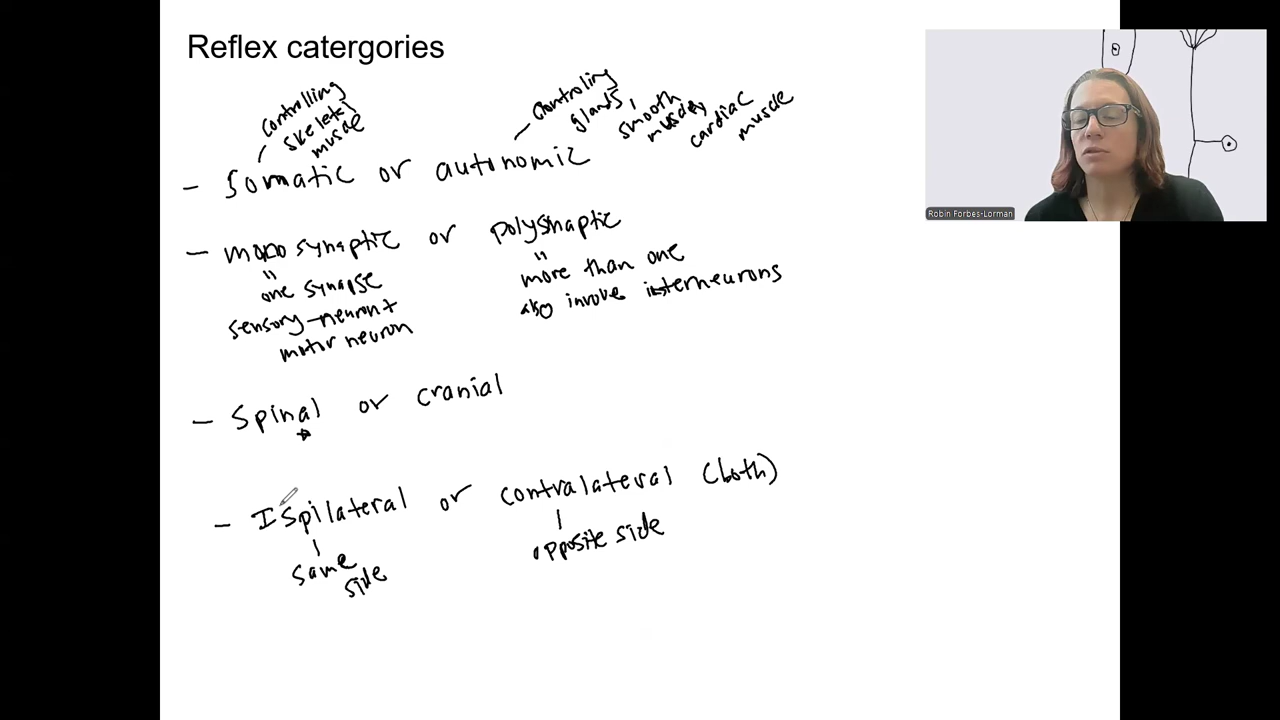 Reflex catergories
controlling
skeletal
muscle
controling
glands,
smooth
muscles,
cardiac
muscle
- Somatic or autonomic
- monosynaptic or polysynaptic
" one synapse
sensory-neuron +
motor neuron
" more than one
also involve interneurons
- Spinal or cranial
- Ispilateral or contralateral (both)
same
side
opposite side
Robin Forbes-Lorman